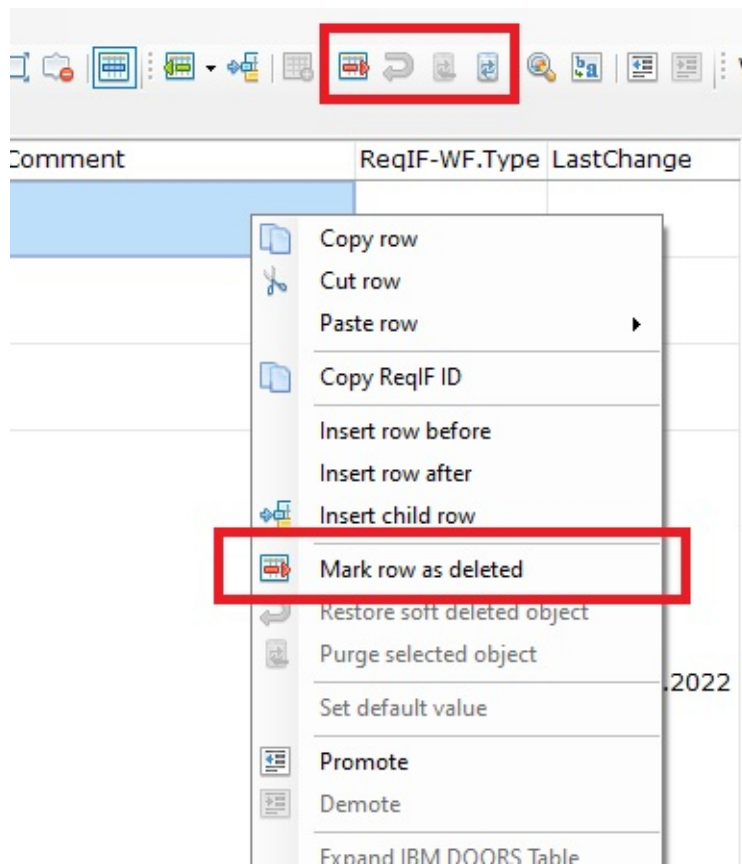 Comment ReqIF-WF.Type LastChange
Copy row
Cut row
Paste row
Copy ReqIF ID
Insert row before
Insert row after
Insert child row
Mark row as deleted
Restore soft deleted object
Purge selected object
.2022
Set default value
Promote
Demote
Expand IBM DOORS Table